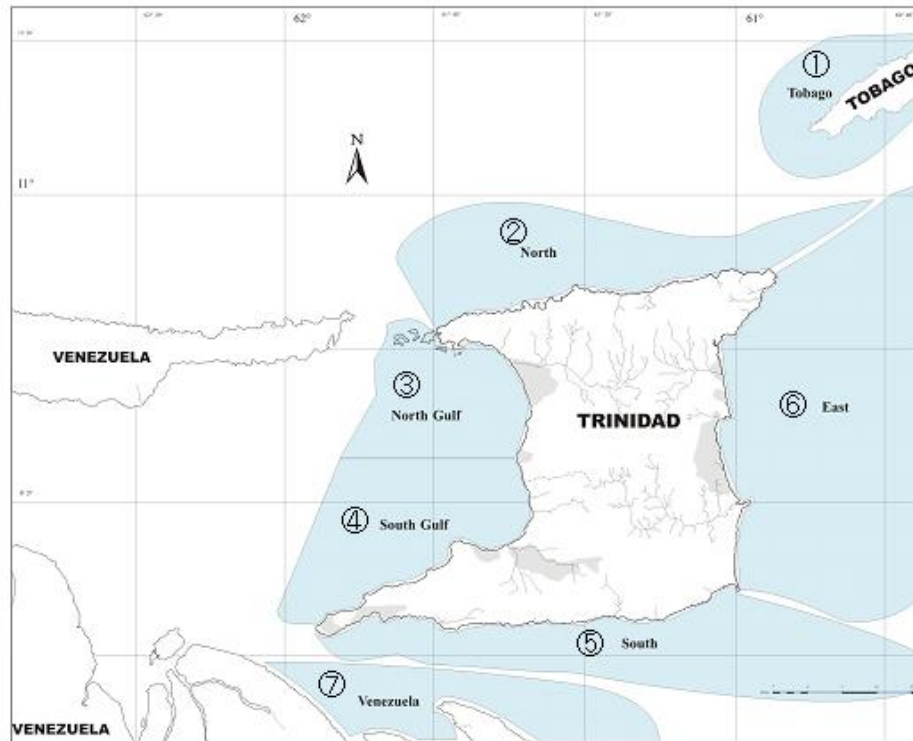 62°
61°
①
Tobago
TOBAGO
N
11°
②
North
VENEZUELA
③
North Gulf
TRINIDAD
⑥ East
④ South Gulf
⑤ South
⑦
Venezuela
VENEZUELA